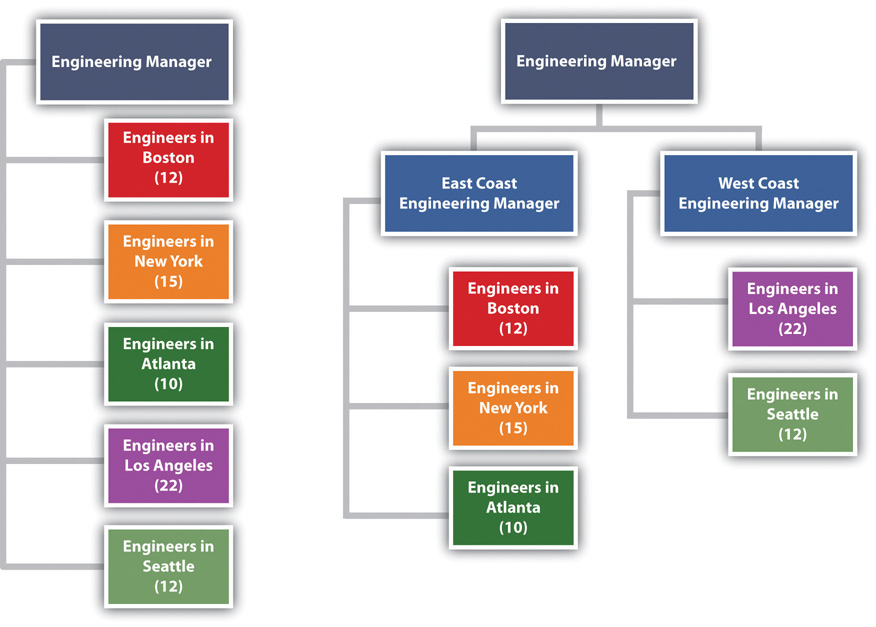 Engineering Manager
Engineers in
Boston
(12)
Engineers in
New York
(15)
Engineers in
Atlanta
(10)
Engineers in
Los Angeles
(22)
Engineers in
Seattle
(12)
Engineering Manager
East Coast
Engineering Manager
Engineers in
Boston
(12)
Engineers in
New York
(15)
Engineers in
Atlanta
(10)
West Coast
Engineering Manager
Engineers in
Los Angeles
(22)
Engineers in
Seattle
(12)